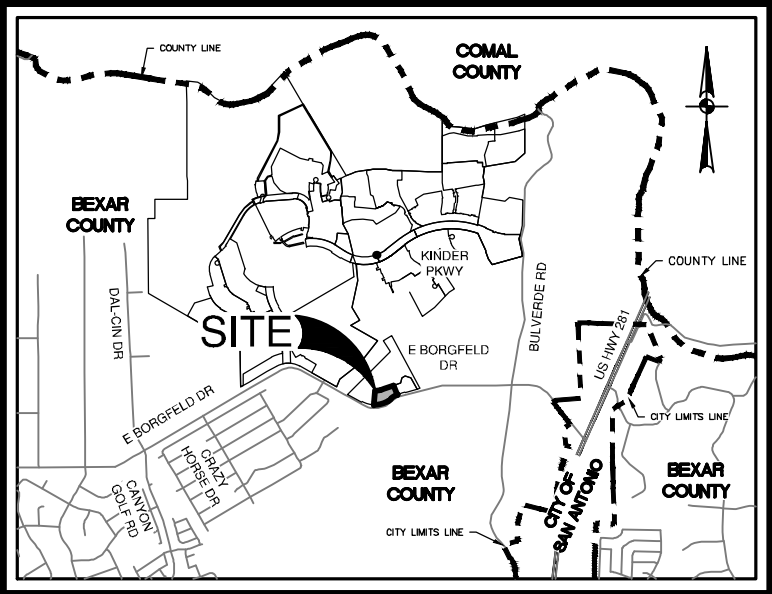 COUNTY LINE
COMAL
COUNTY
BEXAR
COUNTY
KINDER
PKWY
COUNTY LINE
DAL-CIN DR
BULVERDE RD
US HWY 281
SITE
E BORGFELD
DR
E BORGFELD DR
CITY LIMITS LINE
CRAZY
HORSE DR
CANYON
GOLF RD
BEXAR
COUNTY
CITY OF
SAN ANTONIO
BEXAR
COUNTY
CITY LIMITS LINE